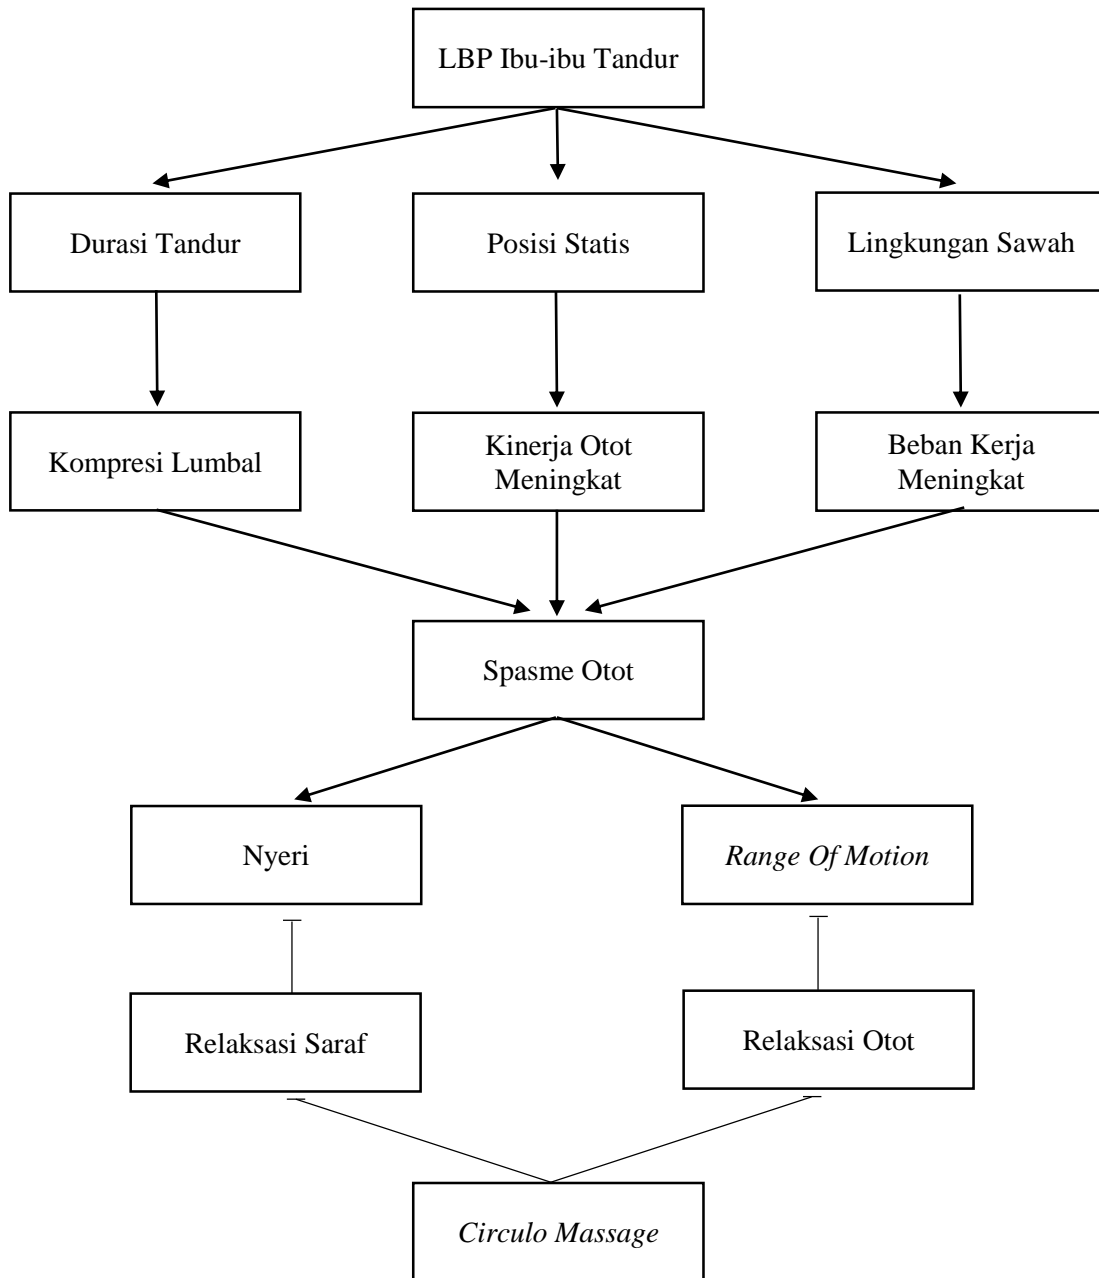 LBP Ibu-ibu Tandur
Durasi Tandur
Posisi Statis
Lingkungan Sawah
Kompresi Lumbal
Kinerja Otot
Meningkat
Beban Kerja
Meningkat
Spasme Otot
Nyeri
Range Of Motion
Relaksasi Saraf
Relaksasi Otot
Circulo Massage